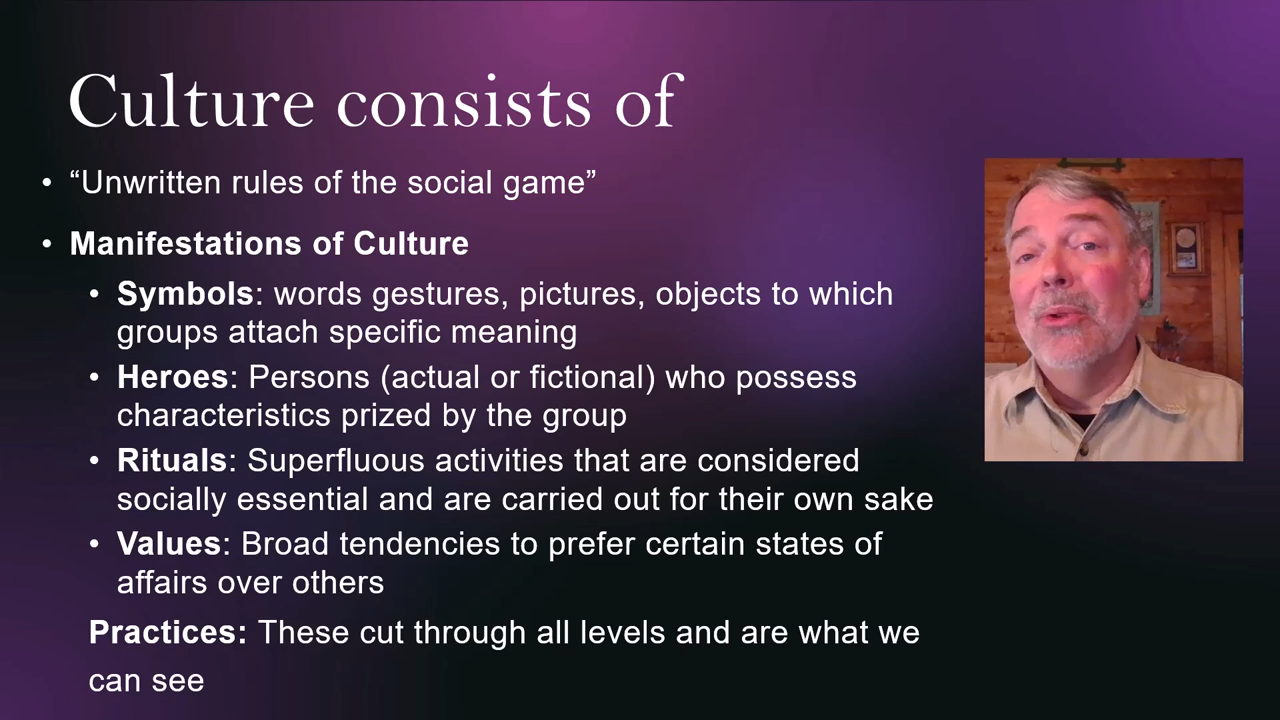 Culture consists of
• “Unwritten rules of the social game”
• Manifestations of Culture
• Symbols: words gestures, pictures, objects to which
groups attach specific meaning
• Heroes: Persons (actual or fictional) who possess
characteristics prized by the group
• Rituals: Superfluous activities that are considered
socially essential and are carried out for their own sake
• Values: Broad tendencies to prefer certain states of
affairs over others
Practices: These cut through all levels and are what we
can see